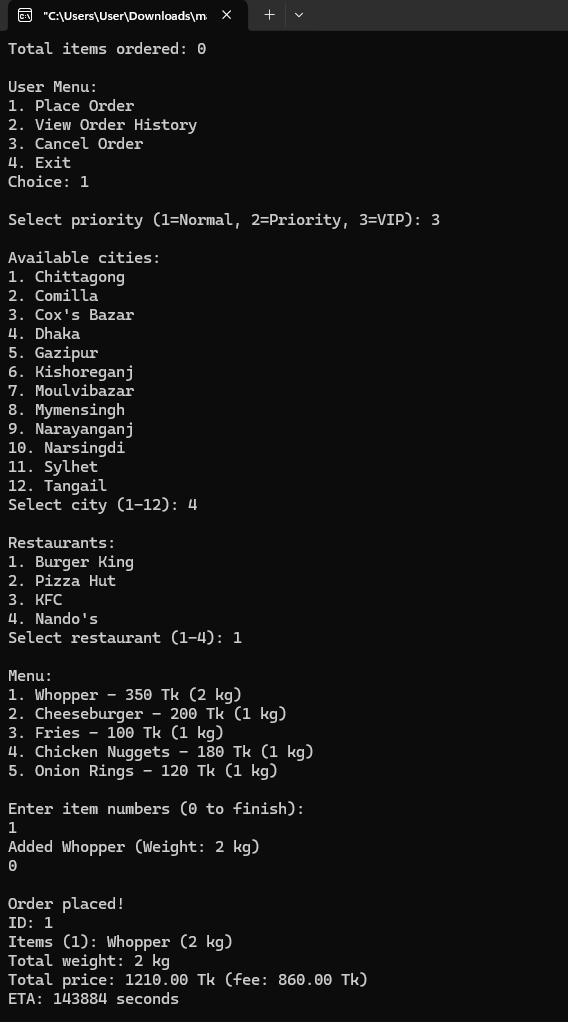 "C:\Users\User\Downloads\m
Total items ordered: 0
User Menu:
1. Place Order
2. View Order History
3. Cancel Order
4. Exit
Choice: 1
Select priority (1=Normal, 2=Priority, 3=VIP): 3
Available cities:
1. Chittagong
2. Comilla
3. Cox's Bazar
4. Dhaka
5. Gazipur
6. Kishoreganj
7. Moulvibazar
8. Mymensingh
9. Narayanganj
10. Narsingdi
11. Sylhet
12. Tangail
Select city (1-12): 4
Restaurants:
1. Burger King
2. Pizza Hut
3. KFC
4. Nando's
Select restaurant (1-4): 1
Menu:
1. Whopper - 350 Tk (2 kg)
2. Cheeseburger - 200 Tk (1 kg)
3. Fries - 100 Tk (1 kg)
4. Chicken Nuggets - 180 Tk (1 kg)
5. Onion Rings - 120 Tk (1 kg)
Enter item numbers (0 to finish):
1
Added Whopper (Weight: 2 kg)
0
Order placed!
ID: 1
Items (1): Whopper (2 kg)
Total weight: 2 kg
Total price: 1210.00 Tk (fee: 860.00 Tk)
ETA: 143884 seconds